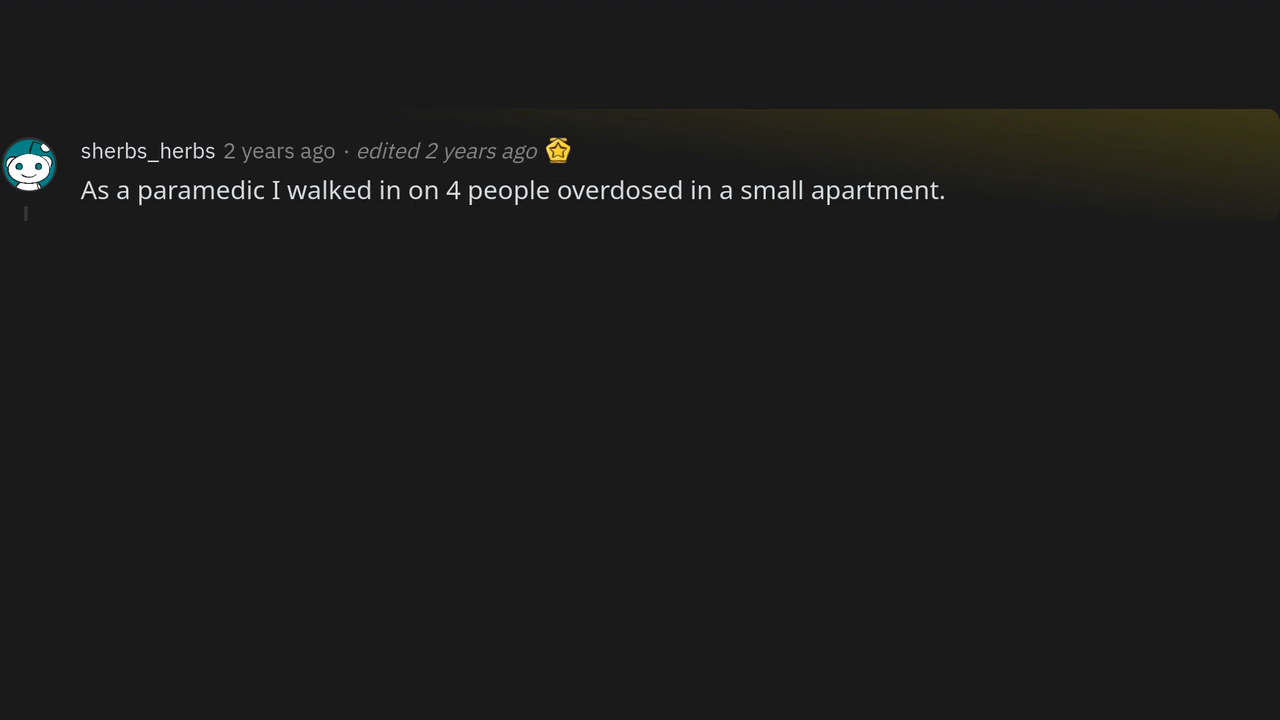 sherbs_herbs 2 years ago · edited 2 years ago
As a paramedic I walked in on 4 people overdosed in a small apartment.